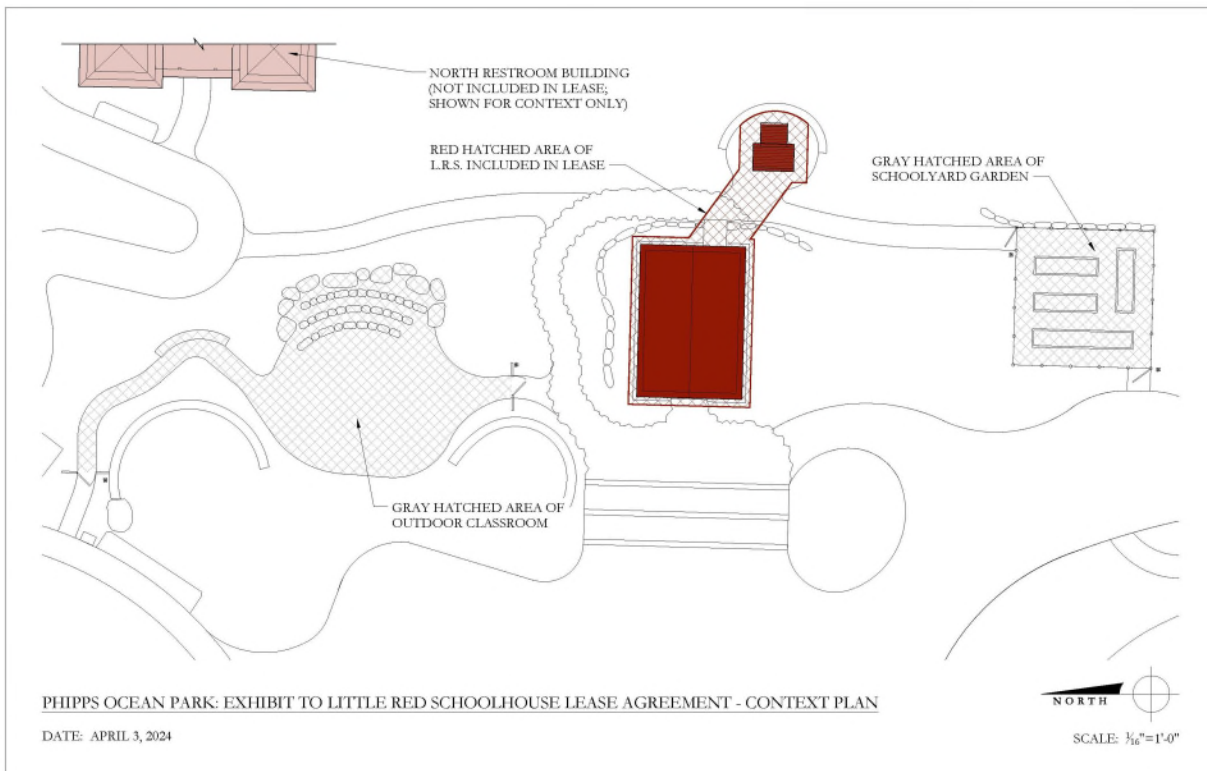 NORTH RESTROOM BUILDING
(NOT INCLUDED IN LEASE;
SHOWN FOR CONTEXT ONLY)
RED HATCHED AREA OF
L.R.S. INCLUDED IN LEASE
GRAY HATCHED AREA OF
SCHOOLYARD GARDEN
GRAY HATCHED AREA OF
OUTDOOR CLASSROOM
PHIPPS OCEAN PARK: EXHIBIT TO LITTLE RED SCHOOLHOUSE LEASE AGREEMENT - CONTEXT PLAN
DATE: APRIL 3, 2024
NORTH
SCALE: 1/16"=1'-0"